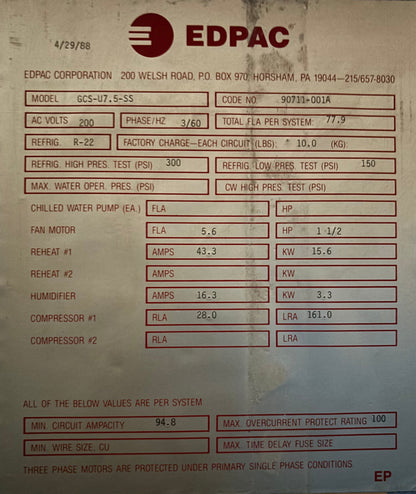 4/29/88
EDPAC
EDPAC CORPORATION 200 WELSH ROAD, P.O. BOX 970, HORSHAM, PA 19044—215/657-8030
MODEL GCS-U7.5-SS CODE NO. 90711-001A
AC VOLTS 200 PHASE/HZ 3/60 TOTAL FLA PER SYSTEM: 77.9
REFRIG. R-22 FACTORY CHARGE—EACH CIRCUIT (LBS): 10.0 (KG):
REFRIG. HIGH PRES. TEST (PSI) 300 REFRIG. LOW PRES. TEST (PSI) 150
MAX. WATER OPER. PRES. (PSI) CW HIGH PRES. TEST (PSI)
CHILLED WATER PUMP (EA.) FLA HP
FAN MOTOR FLA 5.6 HP 1 1/2
REHEAT #1 AMPS 43.3 KW 15.6
REHEAT #2 AMPS KW
HUMIDIFIER AMPS 16.3 KW 3.3
COMPRESSOR #1 RLA 28.0 LRA 161.0
COMPRESSOR #2 RLA LRA
ALL OF THE BELOW VALUES ARE PER SYSTEM
MIN. CIRCUIT AMPACITY 94.8 MAX. OVERCURRENT PROTECT RATING 100
MIN. WIRE SIZE, CU MAX. TIME DELAY FUSE SIZE
THREE PHASE MOTORS ARE PROTECTED UNDER PRIMARY SINGLE PHASE CONDITIONS.
EP